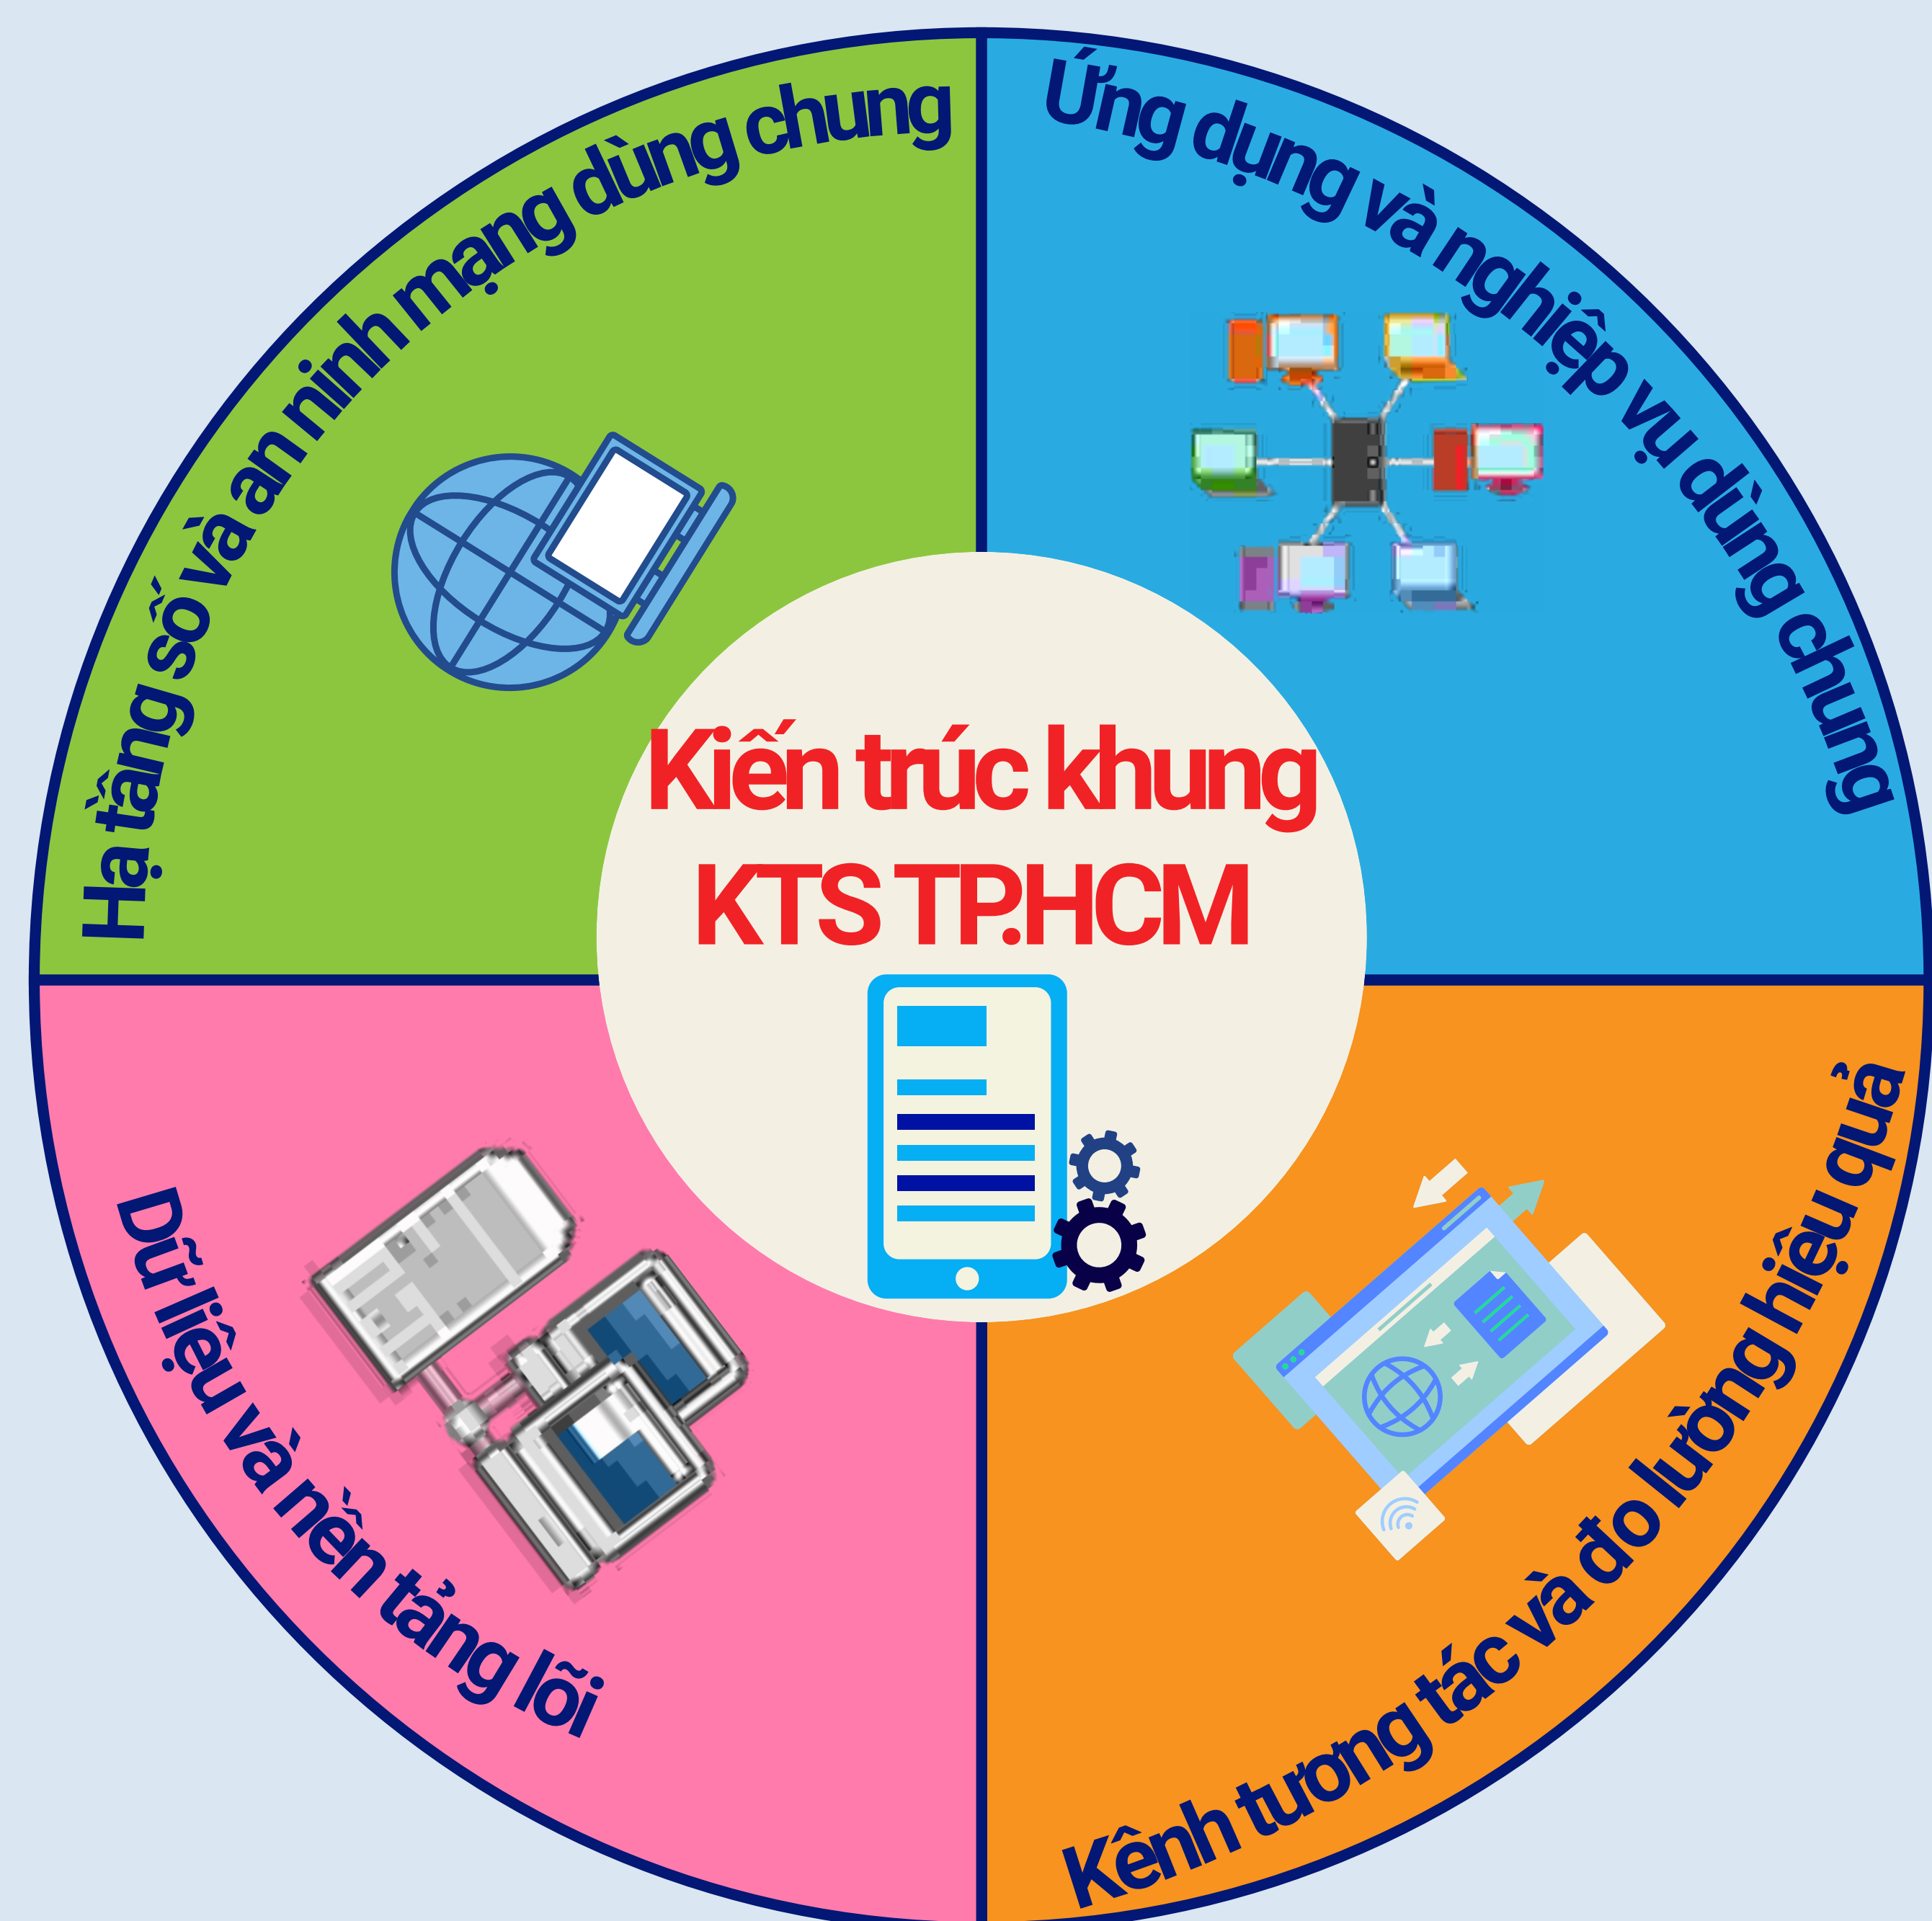 Hạ tầng số và an ninh mạng dùng chung
Ứng dụng và nghiệp vụ dùng chung
Kiến trúc khung
KTS TP.HCM
Dữ liệu và nền tảng lõi
Kênh tương tác và đo lường hiệu quả